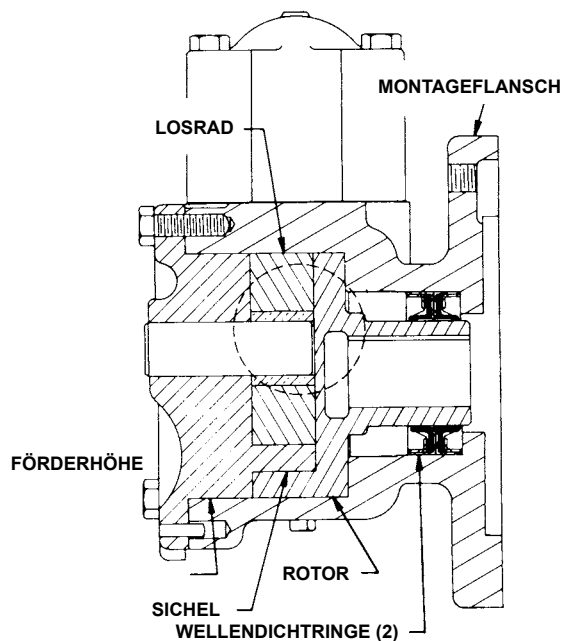 MONTAGEFLANSCH
LOSRAD
FÖRDERHÖHE
ROTOR
SICHEL
WELLENDICHTRINGE (2)